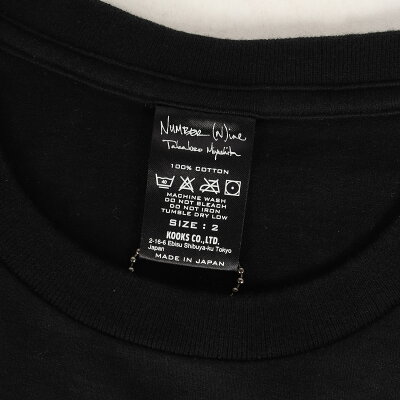 NUMBER (N)ine
Takahiro Miyashita
100% COTTON
40
MACHINE WASH
DO NOT BLEACH
DO NOT IRON
TUMBLE DRY LOW
SIZE : 2
KOOKS CO.,LTD.
2-16-6 Ebisu Shibuya-ku Tokyo
Japan
MADE IN JAPAN